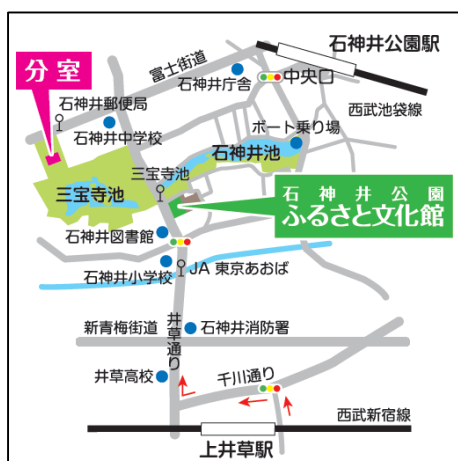 石神井公園駅
富士街道
分室
石神井庁舎
中央口
石神井郵便局
西武池袋線
石神井中学校
ボート乗り場
石神井池
三宝寺池
三宝寺池
石神井公園
ふるさと文化館
石神井図書館
石神井小学校
JA 東京あおば
井草通り
新青梅街道
石神井消防署
井草高校
千川通り
西武新宿線
上井草駅